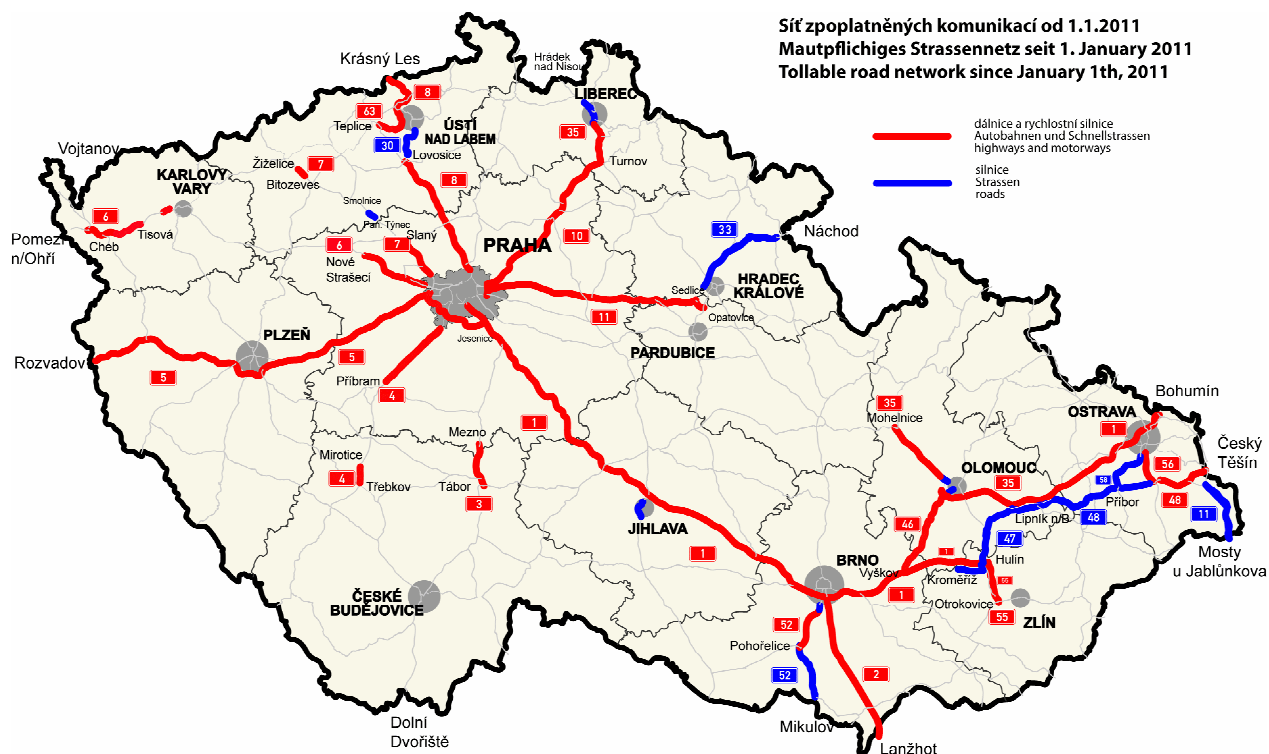 Síť zpoplatněných komunikací od 1.1.2011
Mautpflichiges Strassennetz seit 1. January 2011
Tollable road network since January 1th, 2011
dálnice a rychlostní silnice
Autobahnen und Schnellstrassen
highways and motorways
silnice
Strassen
roads
Krásný Les
Hrádek
nad Nisou
8
LIBEREC
63
Teplice
ÚSTÍ
NAD LABEM
35
30
Lovosice
Vojtanov
Žiželice
7
Bitozeves
Turnov
KARLOVY
VARY
8
Smolnice
Pan. Týnec
6
Tisová
Cheb
Pomezí
n/Ohří
Slaný
7
6
Nové
Strašecí
PRAHA
10
33
Náchod
HRADEC
KRÁLOVÉ
Sedlice
Opatovice
11
PARDUBICE
Jesenice
PLZEŇ
Rozvadov
5
5
Příbram
4
1
35
Mohelnice
Bohumín
OSTRAVA
1
Český
Těšín
Mezno
Mirotice
4
Třebkov
Tábor
3
OLOMOUC
35
56
58
Příbor
48
48
11
Lipník n/B
46
47
JIHLAVA
1
BRNO
Vyškov
1
Hulín
Kroměříž
1
55
Otrokovice
55
ZLÍN
Mosty
u Jablůnkova
ČESKÉ
BUDĚJOVICE
52
Pohořelice
52
2
Mikulov
Lanžhot
Dolní
Dvořiště